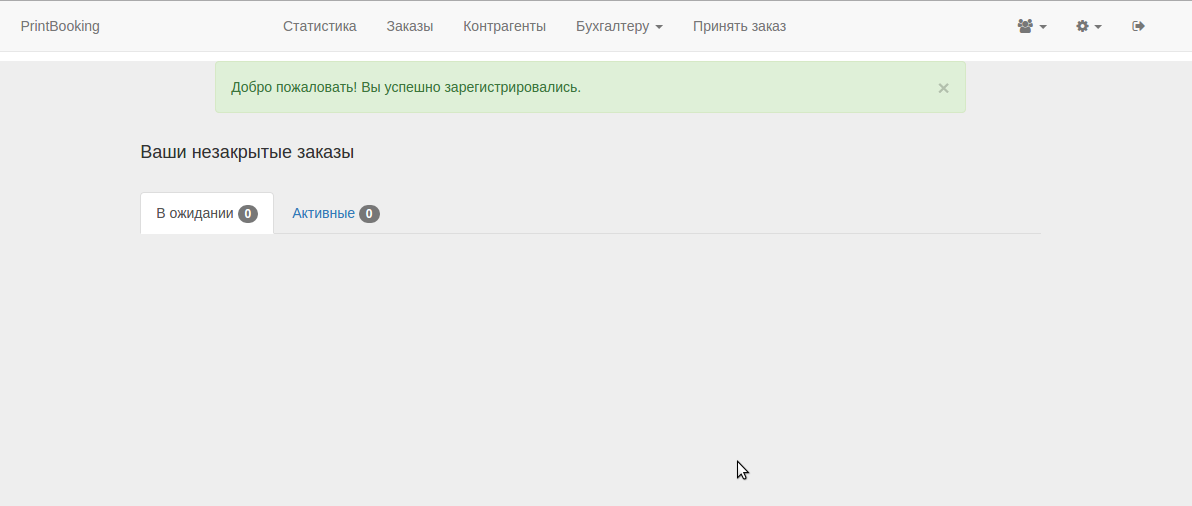 PrintBooking Статистика Заказы Контрагенты Бухгалтеру Принять заказ
Добро пожаловать! Вы успешно зарегистрировались. ×
Ваши незакрытые заказы
В ожидании 0 Активные 0